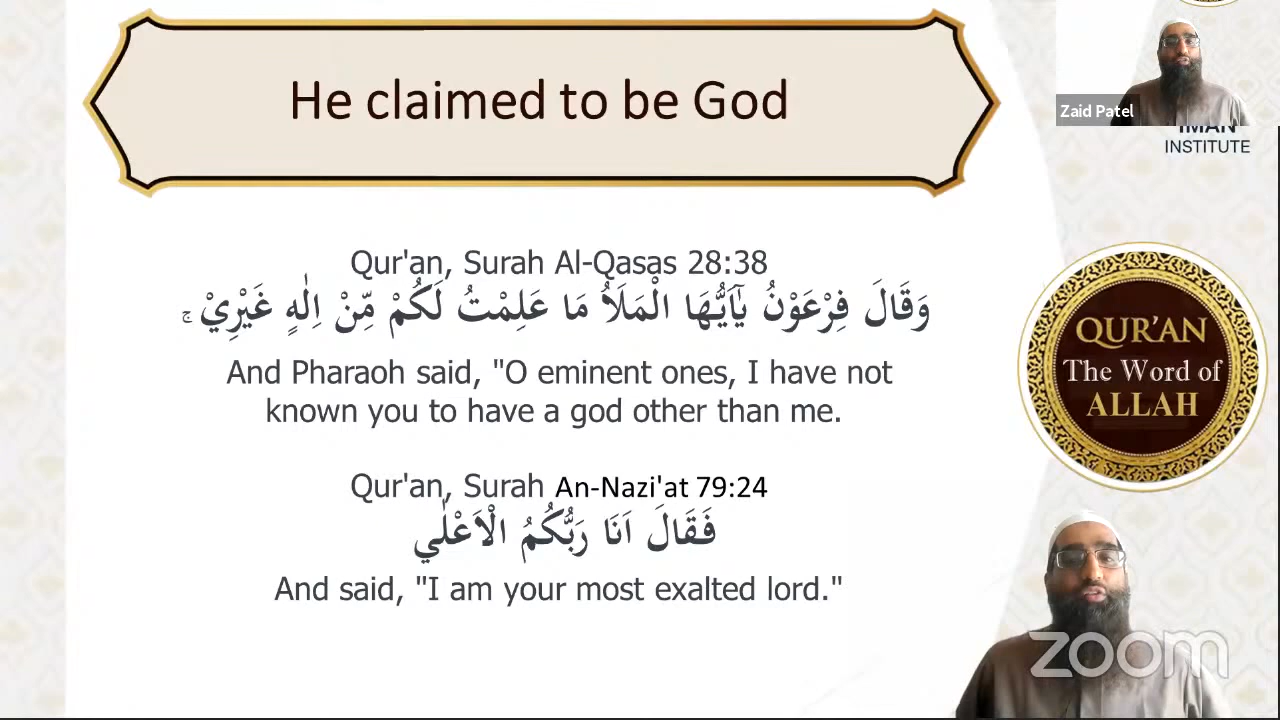 He claimed to be God
Zaid Patel
IMAN
INSTITUTE
Qur'an, Surah Al-Qasas 28:38
وَقَالَ فِرْعَوْنُ يٰٓاَيُّهَا الْمَلَاُ مَا عَلِمْتُ لَكُمْ مِّنْ اِلٰهٍ غَيْرِيْ ۚ
And Pharaoh said, "O eminent ones, I have not
known you to have a god other than me.
Qur'an, Surah An-Nazi'at 79:24
فَقَالَ اَنَا رَبُّكُمُ الْاَعْلٰي
And said, "I am your most exalted lord."
QUR'AN
The Word of
ALLAH
zoom